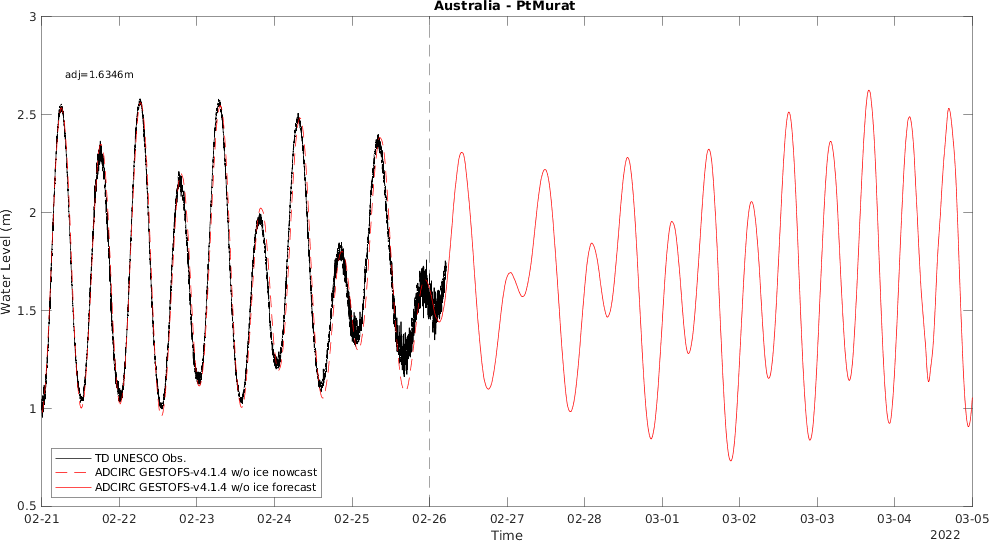 Australia - PtMurat
3
adj=1.6346m
2.5
2
Water Level (m)
1.5
1
TD UNESCO Obs.
ADCIRC GESTOFS-v4.1.4 w/o ice nowcast
ADCIRC GESTOFS-v4.1.4 w/o ice forecast
0.5
02-21 02-22 02-23 02-24 02-25 02-26 02-27 02-28 03-01 03-02 03-03 03-04 03-05
Time
2022